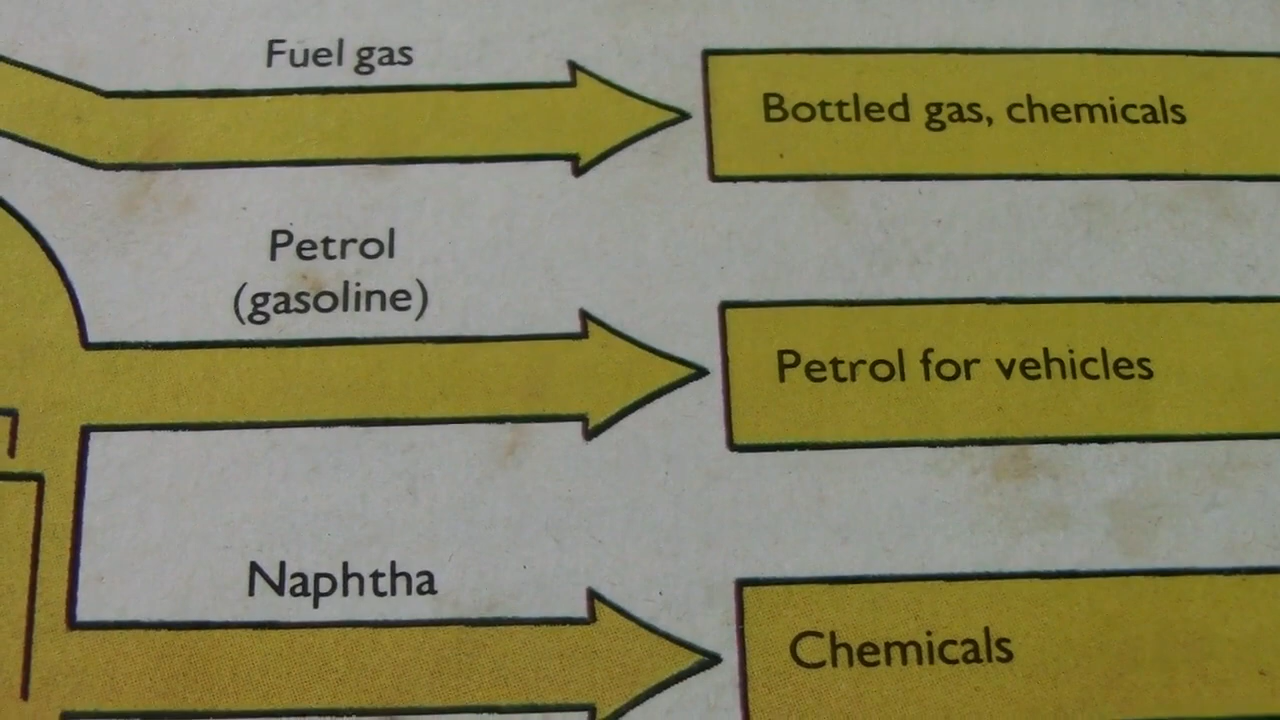 Fuel gas
Bottled gas, chemicals
Petrol
(gasoline)
Petrol for vehicles
Naphtha
Chemicals